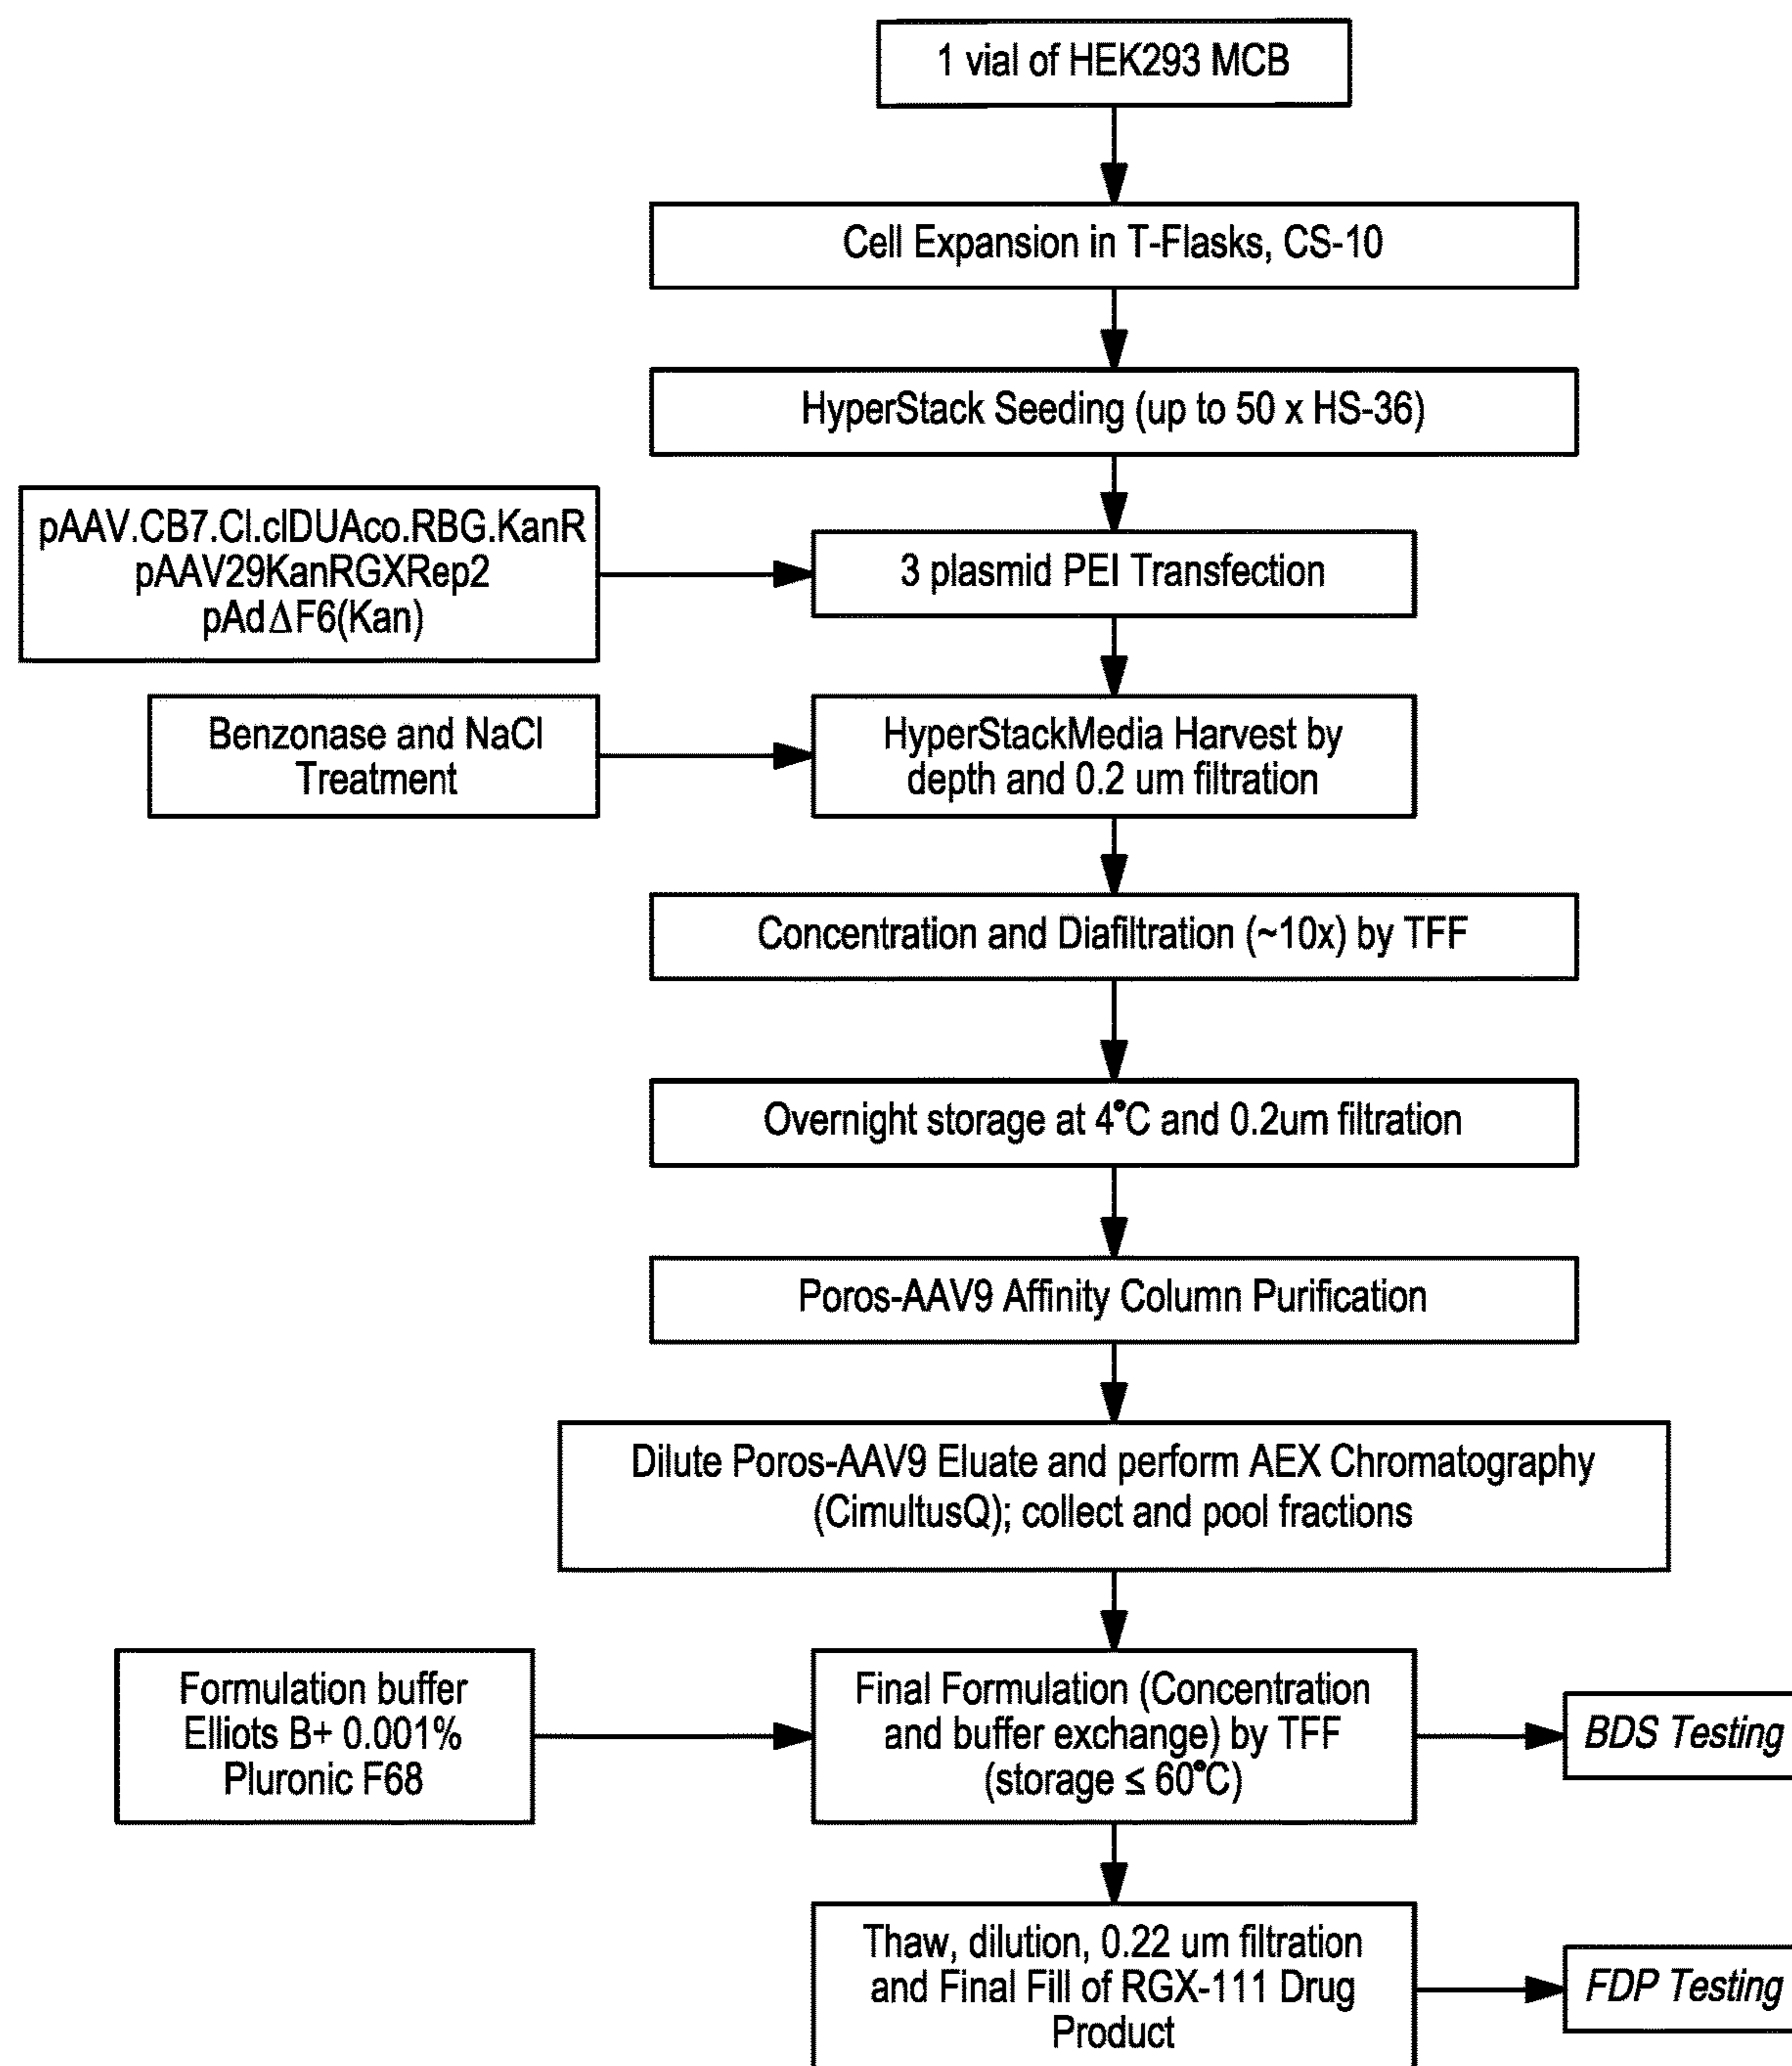 1 vial of HEK293 MCB
Cell Expansion in T-Flasks, CS-10
HyperStack Seeding (up to 50 x HS-36)
pAAV.CB7.CI.cIDUAco.RBG.KanR
pAAV29KanRGXRep2
pAdΔF6(Kan)
3 plasmid PEI Transfection
Benzonase and NaCl
Treatment
HyperStackMedia Harvest by
depth and 0.2 um filtration
Concentration and Diafiltration (~10x) by TFF
Overnight storage at 4°C and 0.2um filtration
Poros-AAV9 Affinity Column Purification
Dilute Poros-AAV9 Eluate and perform AEX Chromatography
(CimultusQ); collect and pool fractions
Formulation buffer
Elliots B+ 0.001%
Pluronic F68
Final Formulation (Concentration
and buffer exchange) by TFF
(storage ≤ 60°C)
BDS Testing
Thaw, dilution, 0.22 um filtration
and Final Fill of RGX-111 Drug
Product
FDP Testing